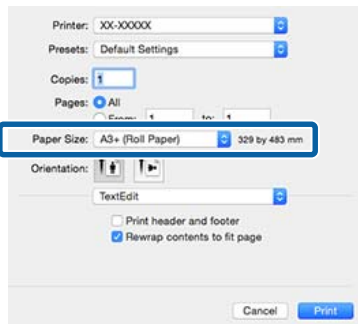 Printer: XX-XXXXX
Presets: Default Settings
Copies: 1
Pages: All
From: 1 to: 1
Paper Size: A3+ (Roll Paper) 329 by 483 mm
Orientation:
TextEdit
Print header and footer
Rewrap contents to fit page
Cancel Print